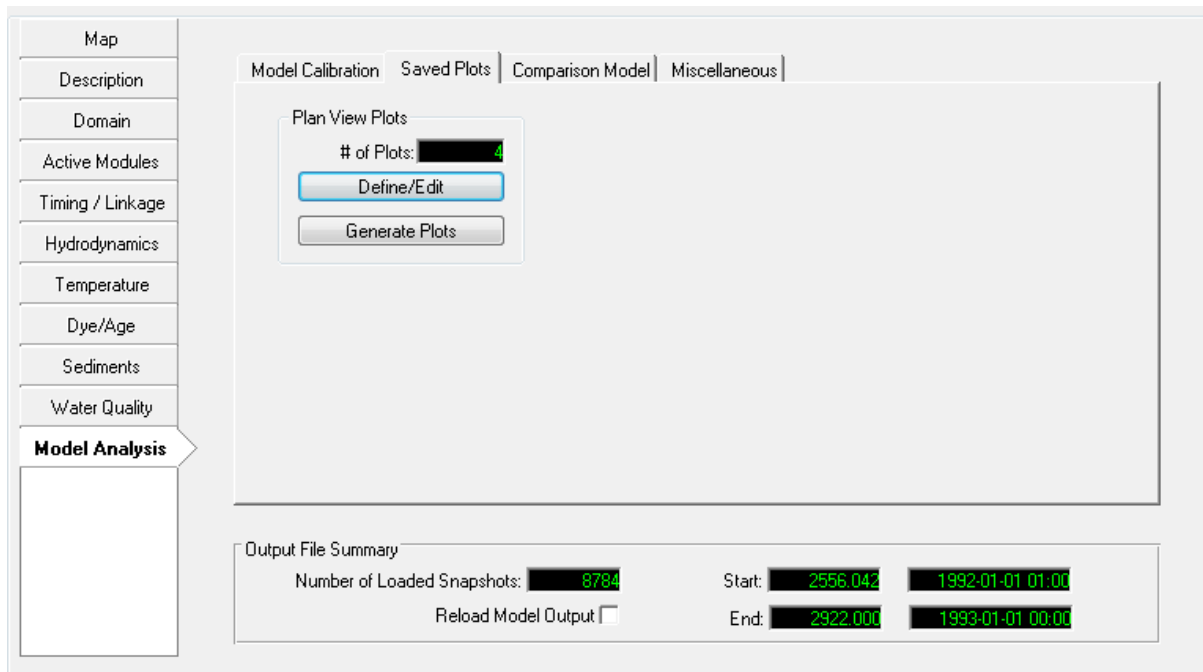 Map
Description
Domain
Active Modules
Timing / Linkage
Hydrodynamics
Temperature
Dye/Age
Sediments
Water Quality
Model Analysis
Model Calibration Saved Plots Comparison Model Miscellaneous
Plan View Plots
# of Plots: 4
Define/Edit
Generate Plots
Output File Summary
Number of Loaded Snapshots: 8784 Start: 2556.042 1992-01-01 01:00
Reload Model Output End: 2922.000 1993-01-01 00:00